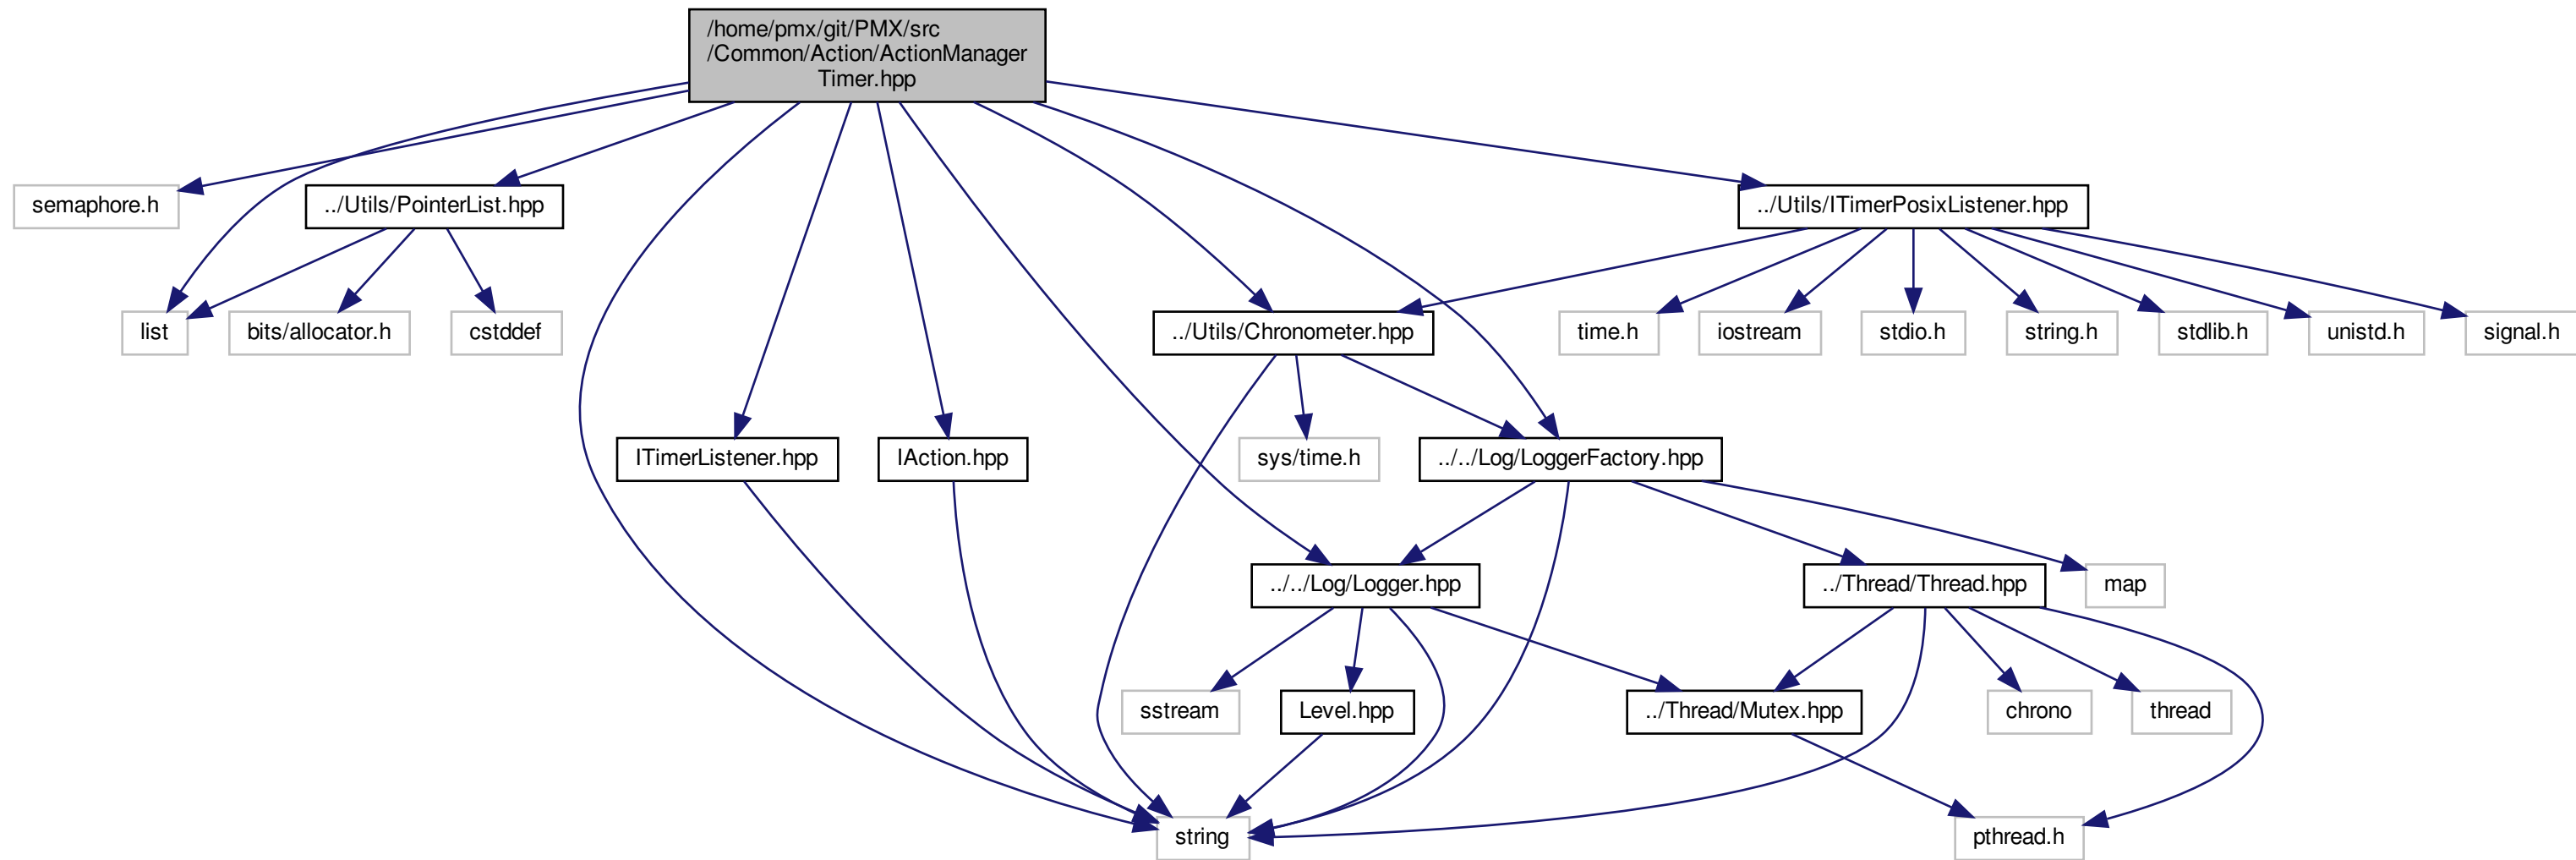 /home/pmx/git/PMX/src
/Common/Action/ActionManager
Timer.hpp
semaphore.h
../Utils/PointerList.hpp
../Utils/ITimerPosixListener.hpp
list
bits/allocator.h
cstddef
../Utils/Chronometer.hpp
time.h
iostream
stdio.h
string.h
stdlib.h
unistd.h
signal.h
ITimerListener.hpp
IAction.hpp
sys/time.h
../../Log/LoggerFactory.hpp
../../Log/Logger.hpp
../Thread/Thread.hpp
map
sstream
Level.hpp
../Thread/Mutex.hpp
chrono
thread
string
pthread.h